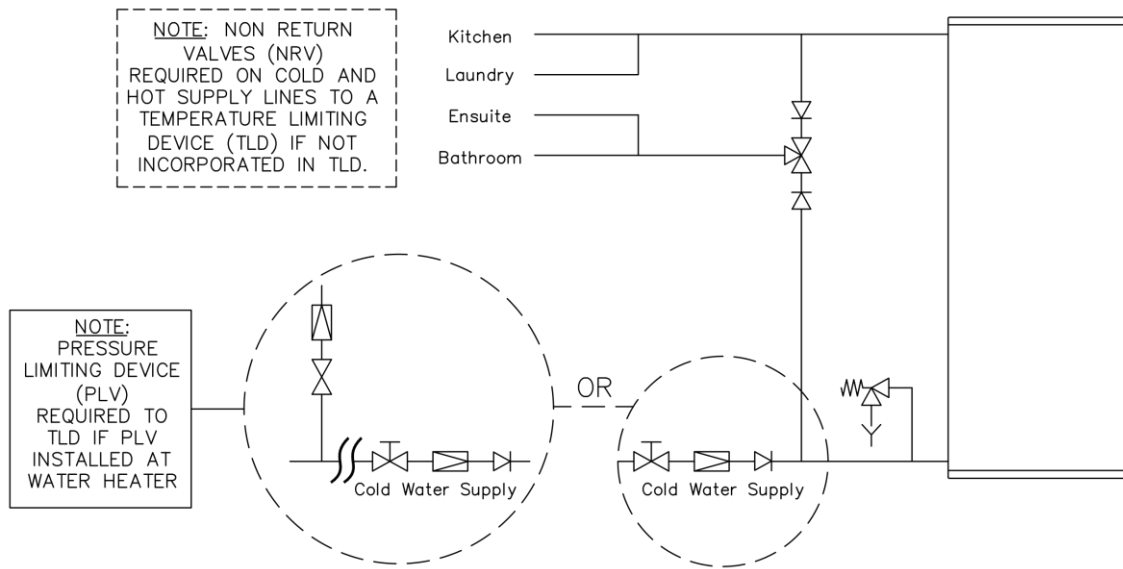 NOTE: NON RETURN
VALVES (NRV)
REQUIRED ON COLD AND
HOT SUPPLY LINES TO A
TEMPERATURE LIMITING
DEVICE (TLD) IF NOT
INCORPORATED IN TLD.
Kitchen
Laundry
Ensuite
Bathroom
NOTE:
PRESSURE
LIMITING DEVICE
(PLV)
REQUIRED TO
TLD IF PLV
INSTALLED AT
WATER HEATER
OR
Cold Water Supply
Cold Water Supply